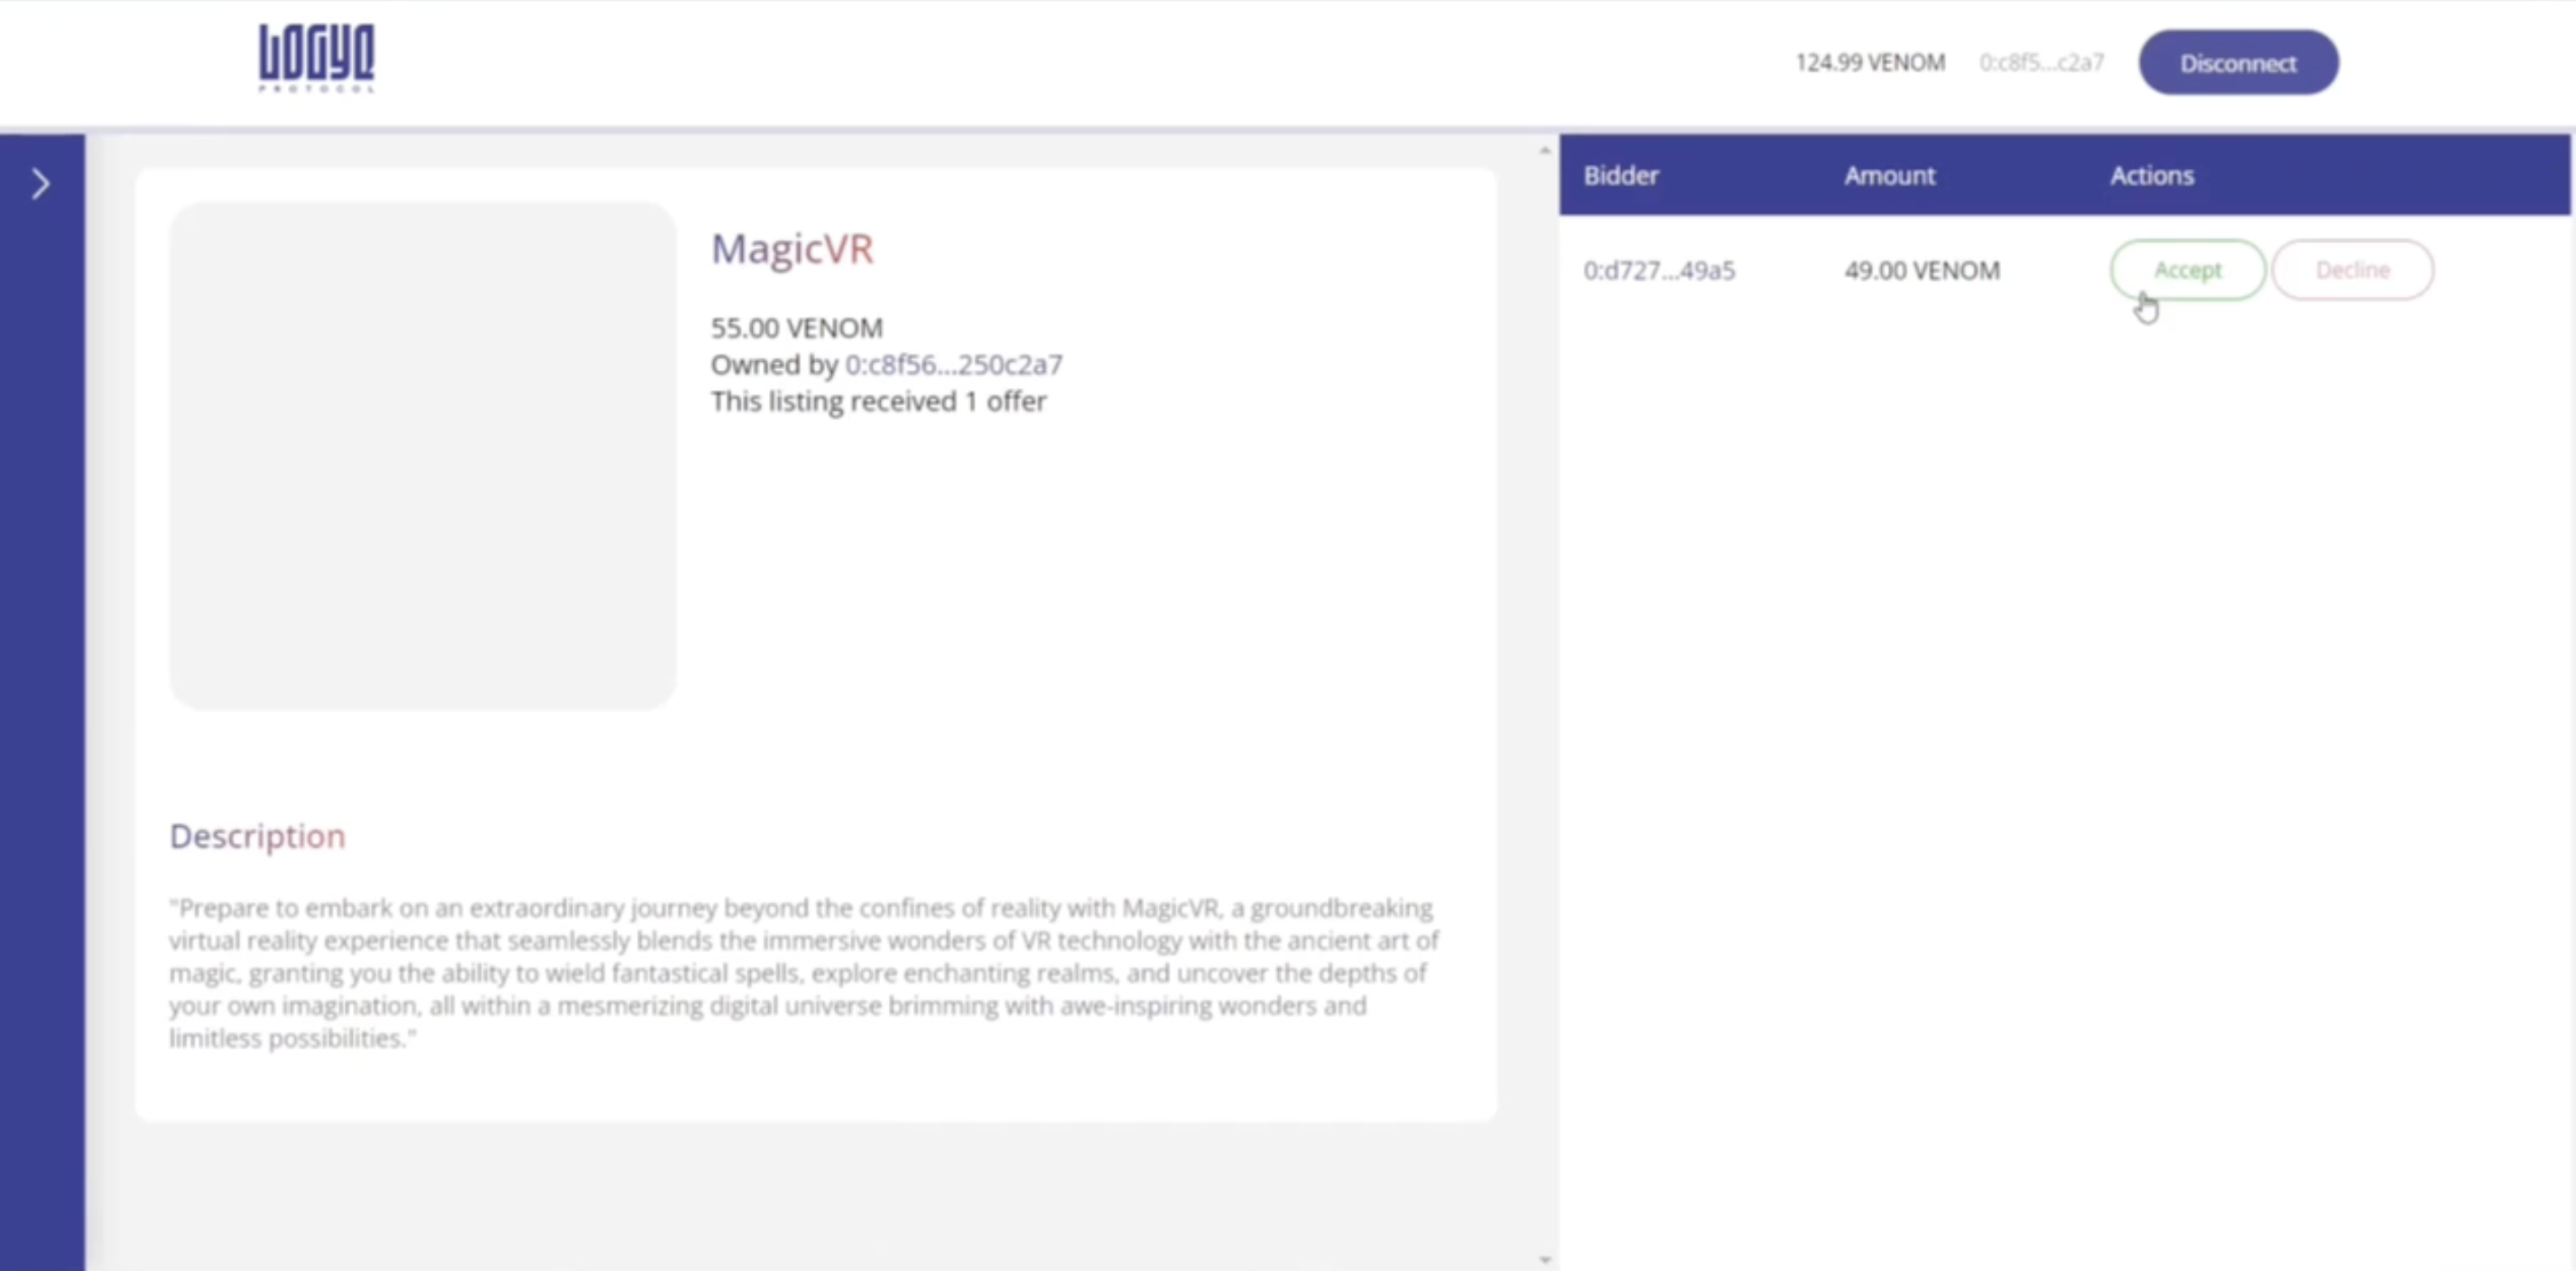 LOGYQ
PROTOCOL
124.99 VENOM 0:c8f5...c2a7 Disconnect
MagicVR
55.00 VENOM
Owned by 0:c8f56...250c2a7
This listing received 1 offer
Description
"Prepare to embark on an extraordinary journey beyond the confines of reality with MagicVR, a groundbreaking
virtual reality experience that seamlessly blends the immersive wonders of VR technology with the ancient art of
magic, granting you the ability to wield fantastical spells, explore enchanting realms, and uncover the depths of
your own imagination, all within a mesmerizing digital universe brimming with awe-inspiring wonders and
limitless possibilities."
Bidder Amount Actions
0:d727...49a5 49.00 VENOM Accept Decline